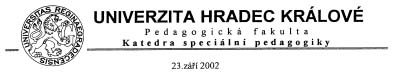 UNIVERZITA HRADEC KRÁLOVÉ
Pedagogická fakulta
Katedra speciální pedagogiky
23.září 2002